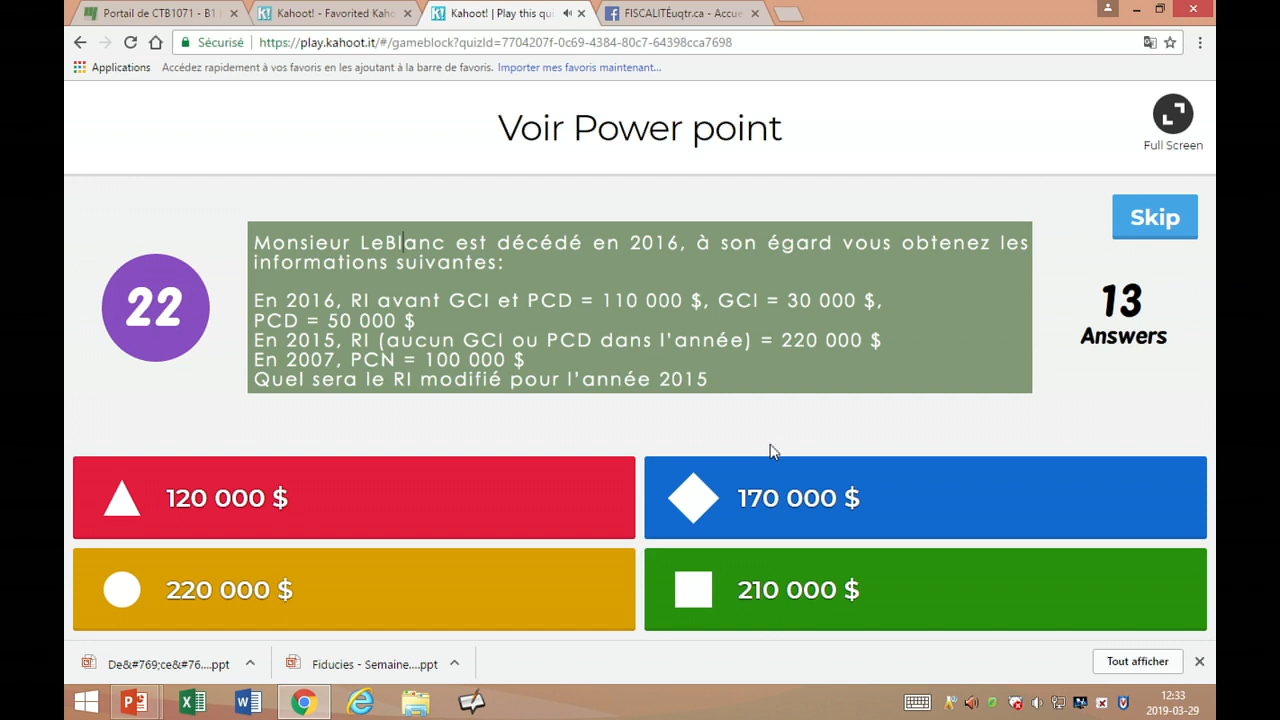 Portail de CTB1071 - B1
Kahoot! - Favorited Kah
Kahoot! | Play this qu
FISCALITÉuqtr.ca - Accue
Sécurisé
https://play.kahoot.it/#/gameblock?quizId=7704207f-0c69-4384-80c7-64398cca7698
Applications
Accédez rapidement à vos favoris en les ajoutant à la barre de favoris. Importer mes favoris maintenant...
Voir Power point
Full Screen
Skip
22
Monsieur LeBlanc est décédé en 2016, à son égard vous obtenez les
informations suivantes:
En 2016, RI avant GCI et PCD = 110 000 $, GCI = 30 000 $,
PCD = 50 000 $
En 2015, RI (aucun GCI ou PCD dans l'année) = 220 000 $
En 2007, PCN = 100 000 $
Quel sera le RI modifié pour l'année 2015
13
Answers
120 000 $
170 000 $
220 000 $
210 000 $
De&#769;ce&#76....ppt
Fiducies - Semaine....ppt
Tout afficher
12:33
2019-03-29